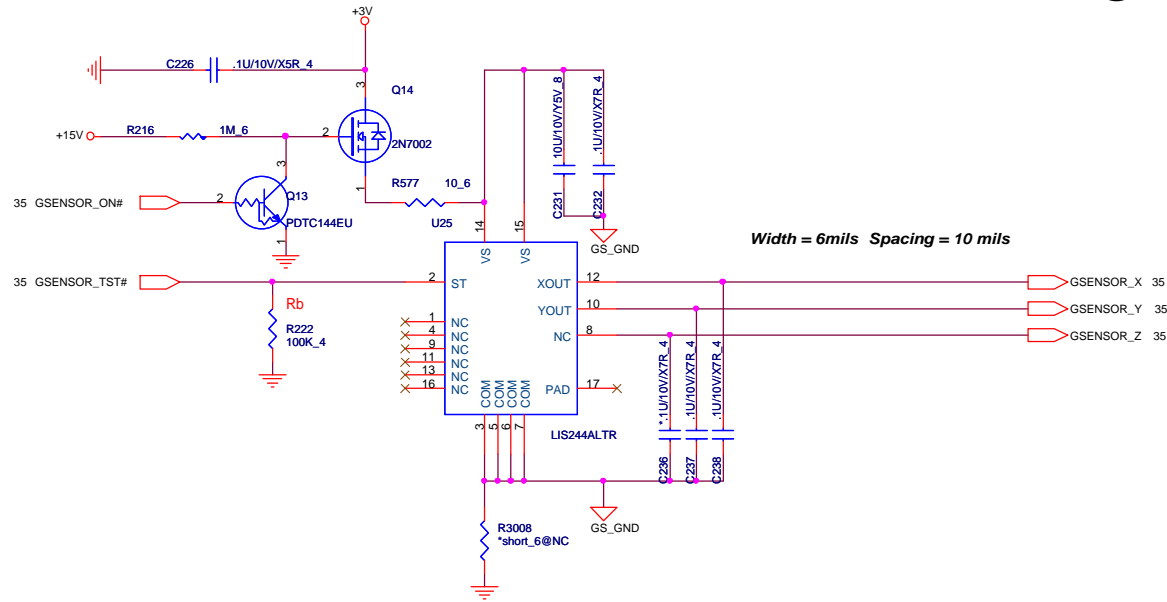 +3V
C226 .1U/10V/X5R_4
3
Q14
+15V
R216 1M_6
2
2N7002
1
3
35 GSENSOR_ON#
2
Q13
PDTC144EU
1
R577 10_6
U25
10U/10V/Y5V_8
.1U/10V/X7R_4
C231
C232
GS_GND
Width = 6mils Spacing = 10 mils
14
15
VS
VS
35 GSENSOR_TST#
2 ST
XOUT 12
GSENSOR_X 35
YOUT 10
GSENSOR_Y 35
NC 8
GSENSOR_Z 35
Rb
R222
100K_4
1 NC
4 NC
9 NC
11 NC
13 NC
16 NC
PAD 17
COM
COM
COM
COM
3
5
6
7
LIS244ALTR
*.1U/10V/X7R_4
.1U/10V/X7R_4
.1U/10V/X7R_4
C236
C237
C238
GS_GND
R3008
*short_6@NC